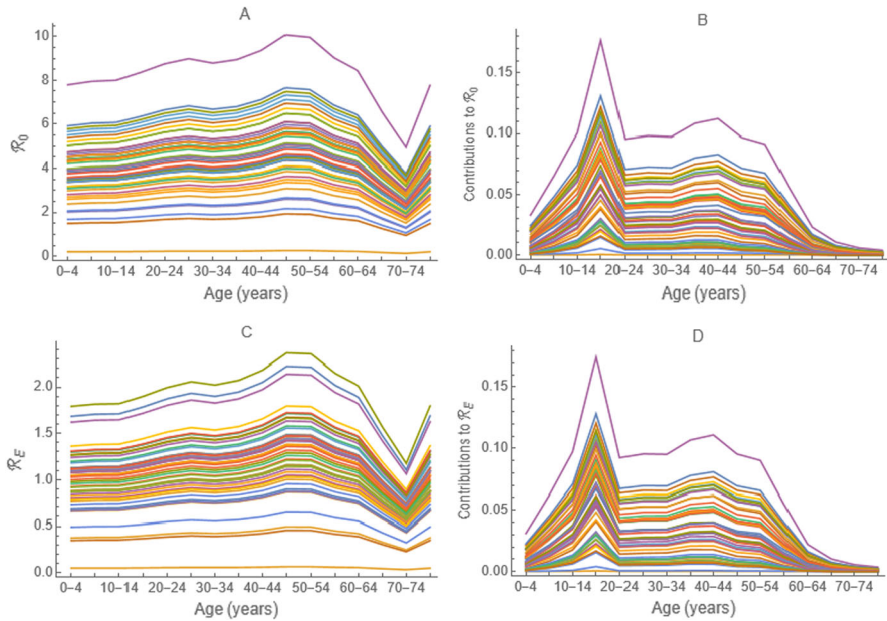 A
10
8
6
4
2
0
R0
0–4 10–14 20–24 30–34 40–44 50–54 60–64 70–74
Age (years)
B
0.15
0.10
0.05
0.00
Contributions to R0
0–4 10–14 20–24 30–34 40–44 50–54 60–64 70–74
Age (years)
C
2.0
1.5
1.0
0.5
0.0
RE
0–4 10–14 20–24 30–34 40–44 50–54 60–64 70–74
Age (years)
D
0.15
0.10
0.05
0.00
Contributions to RE
0–4 10–14 20–24 30–34 40–44 50–54 60–64 70–74
Age (years)